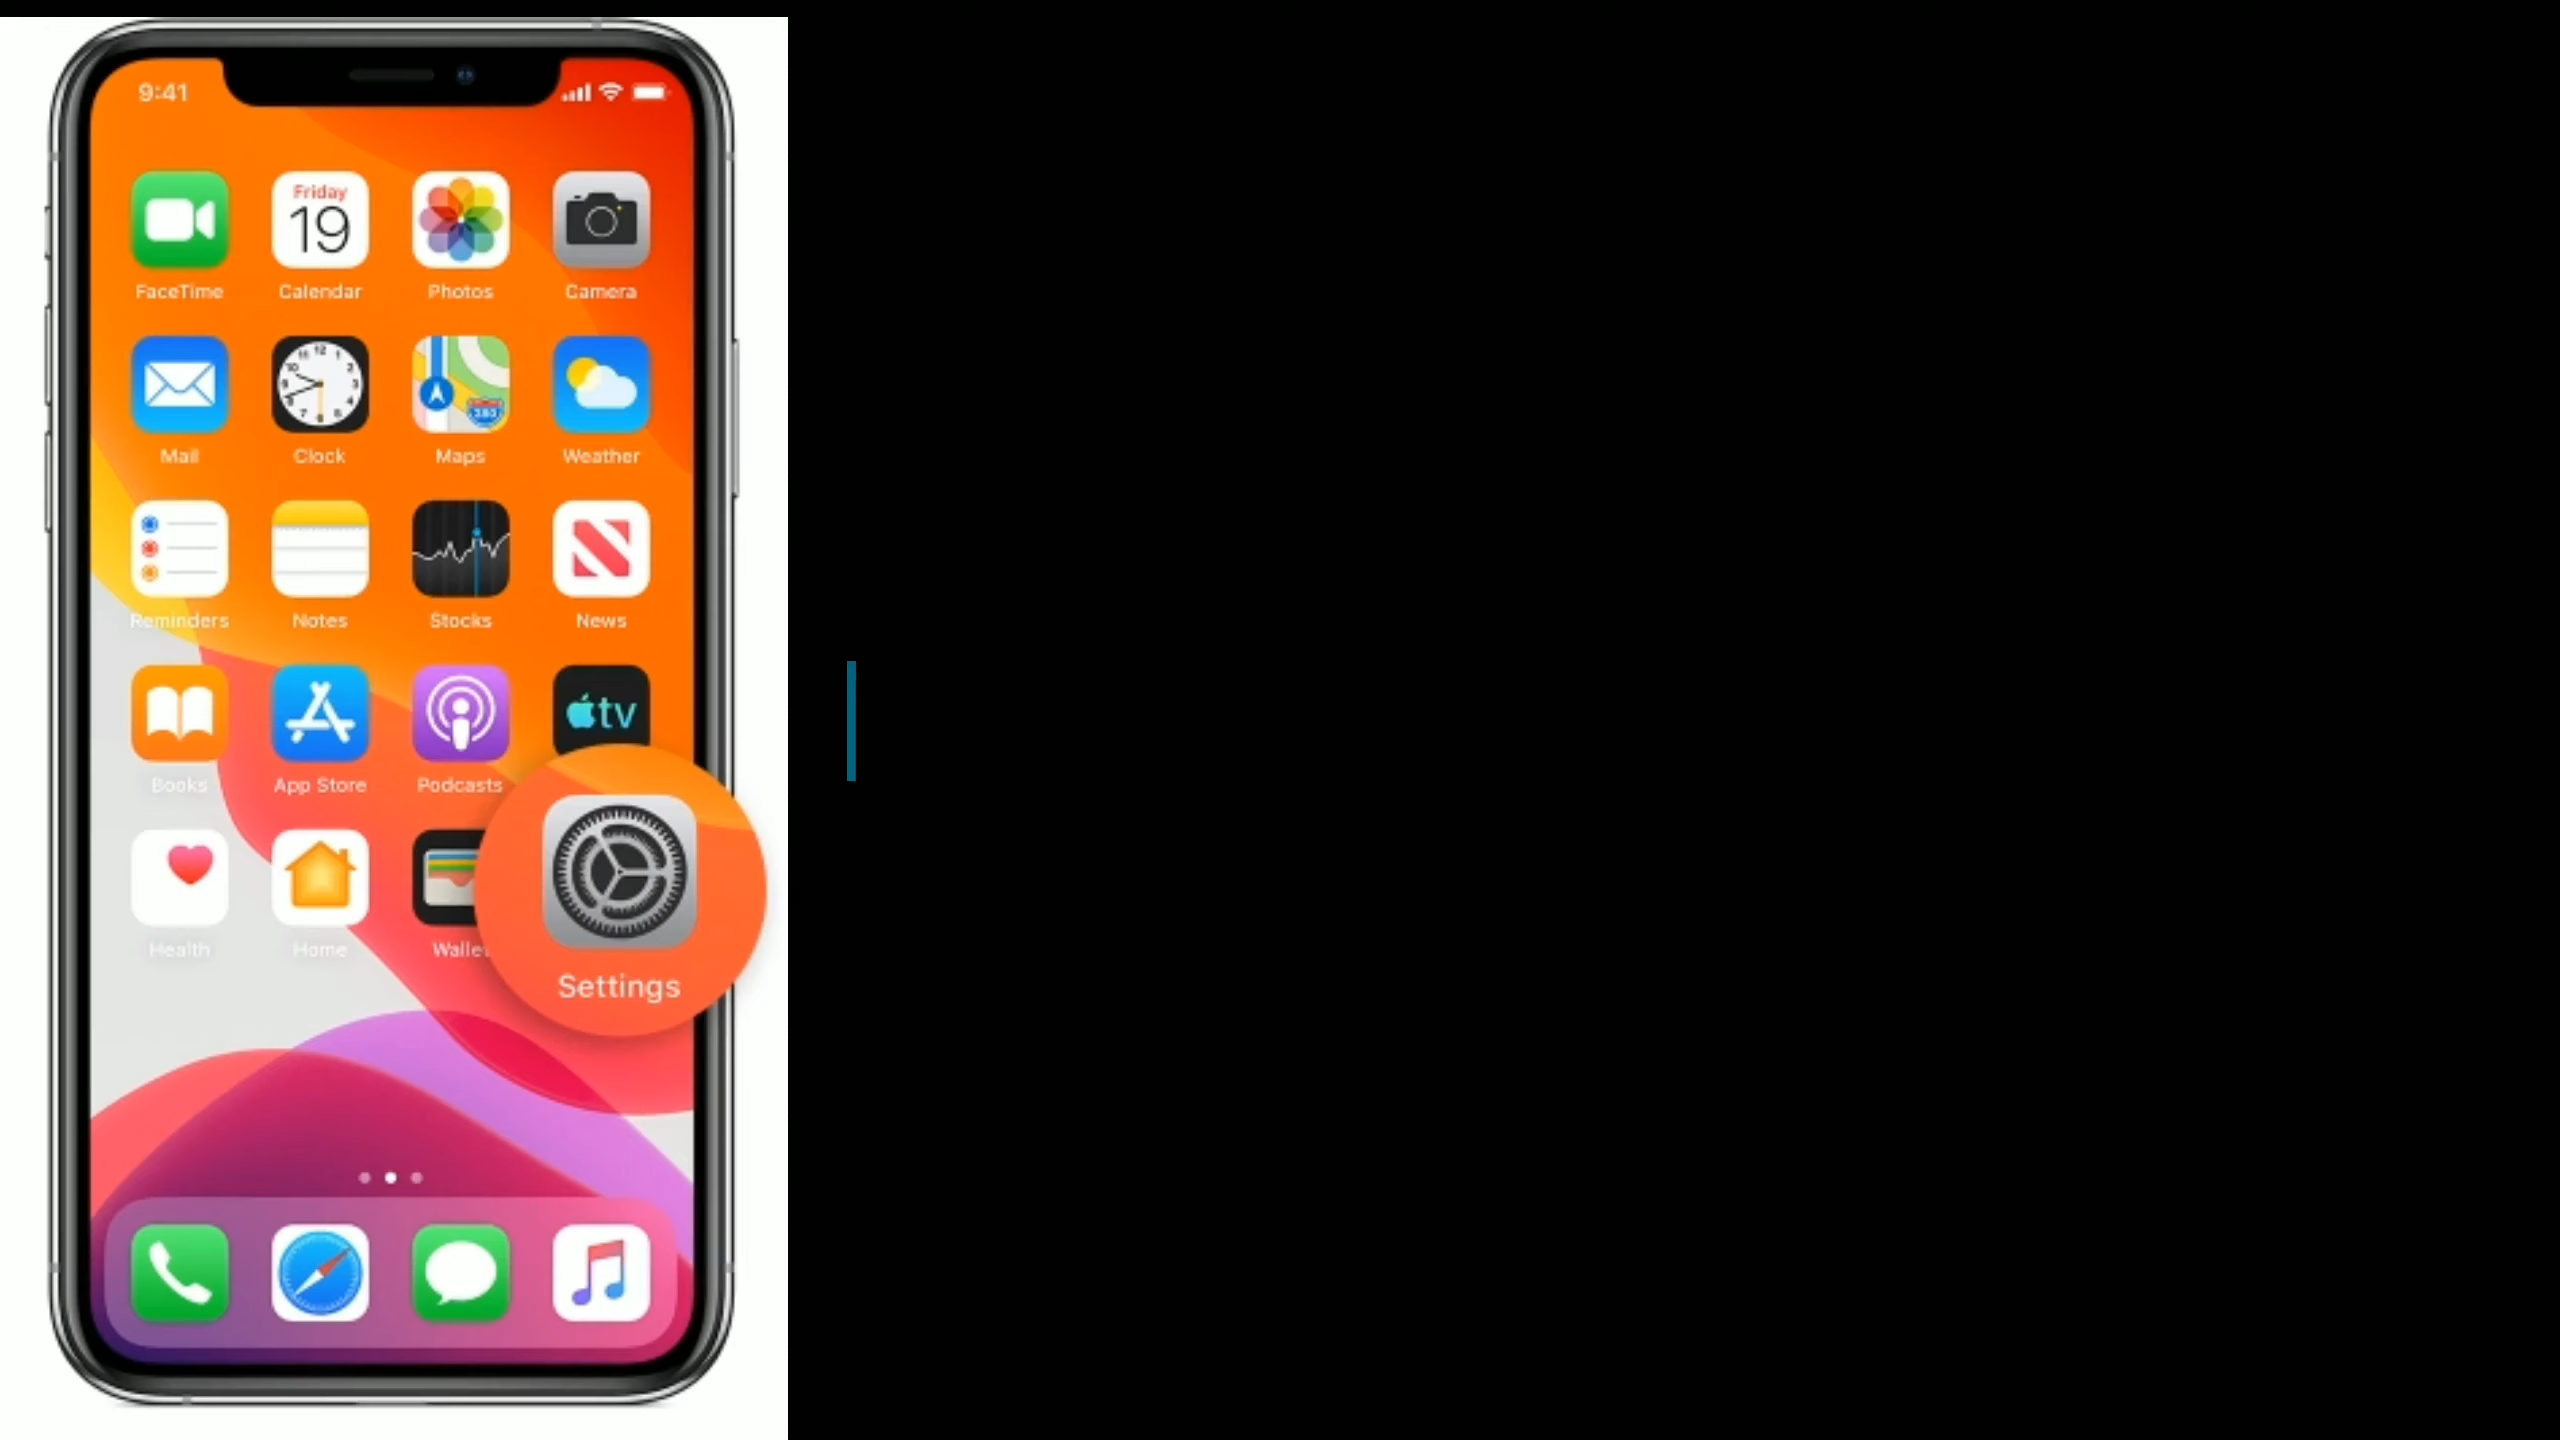 9:41
Friday
19
FaceTime Calendar Photos Camera
280
Mail Clock Maps Weather
Reminders Notes Stocks News
tv
Books App Store Podcasts
Health Home Wallet
Settings